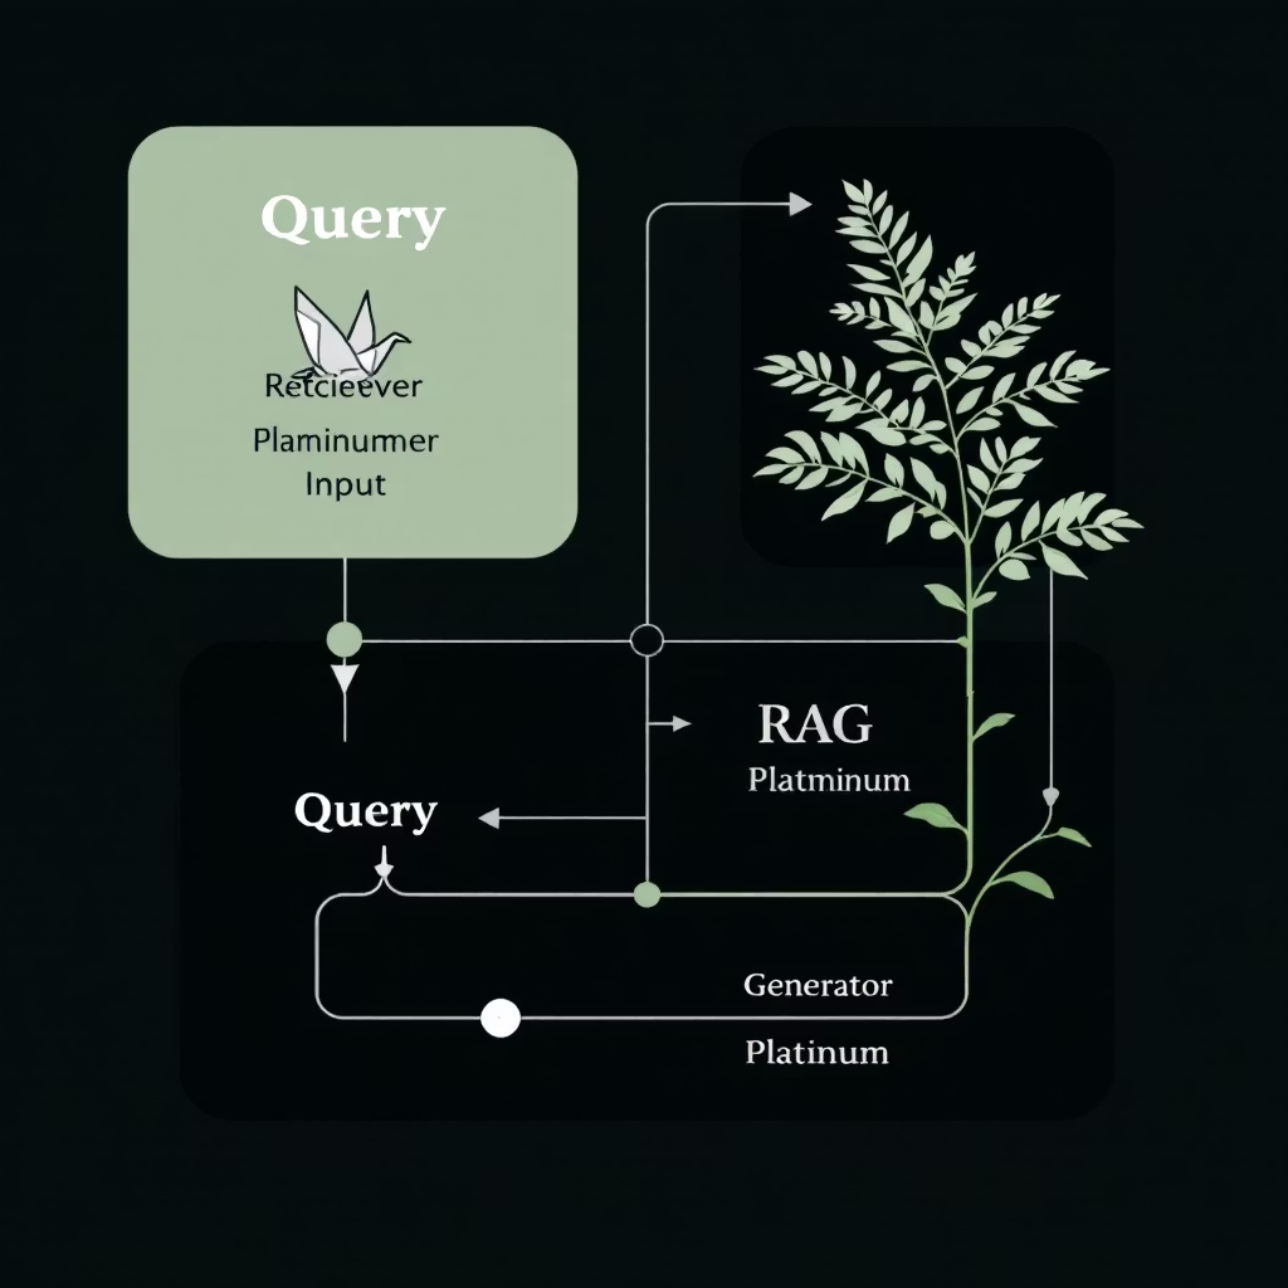 Query
Retcieever
Plaminumer
Input
RAG
Platminum
Query
Generator
Platinum